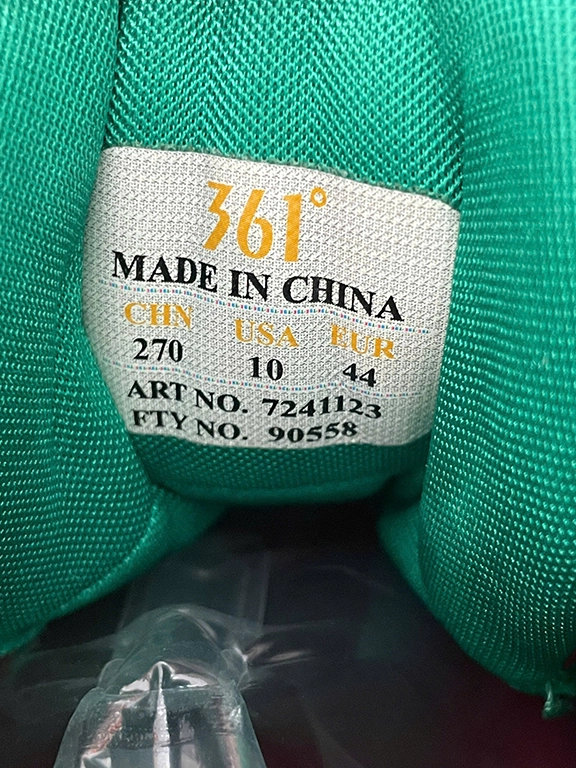 361°
MADE IN CHINA
CHN USA EUR
270 10 44
ART NO. 7241123
FTY NO. 90558